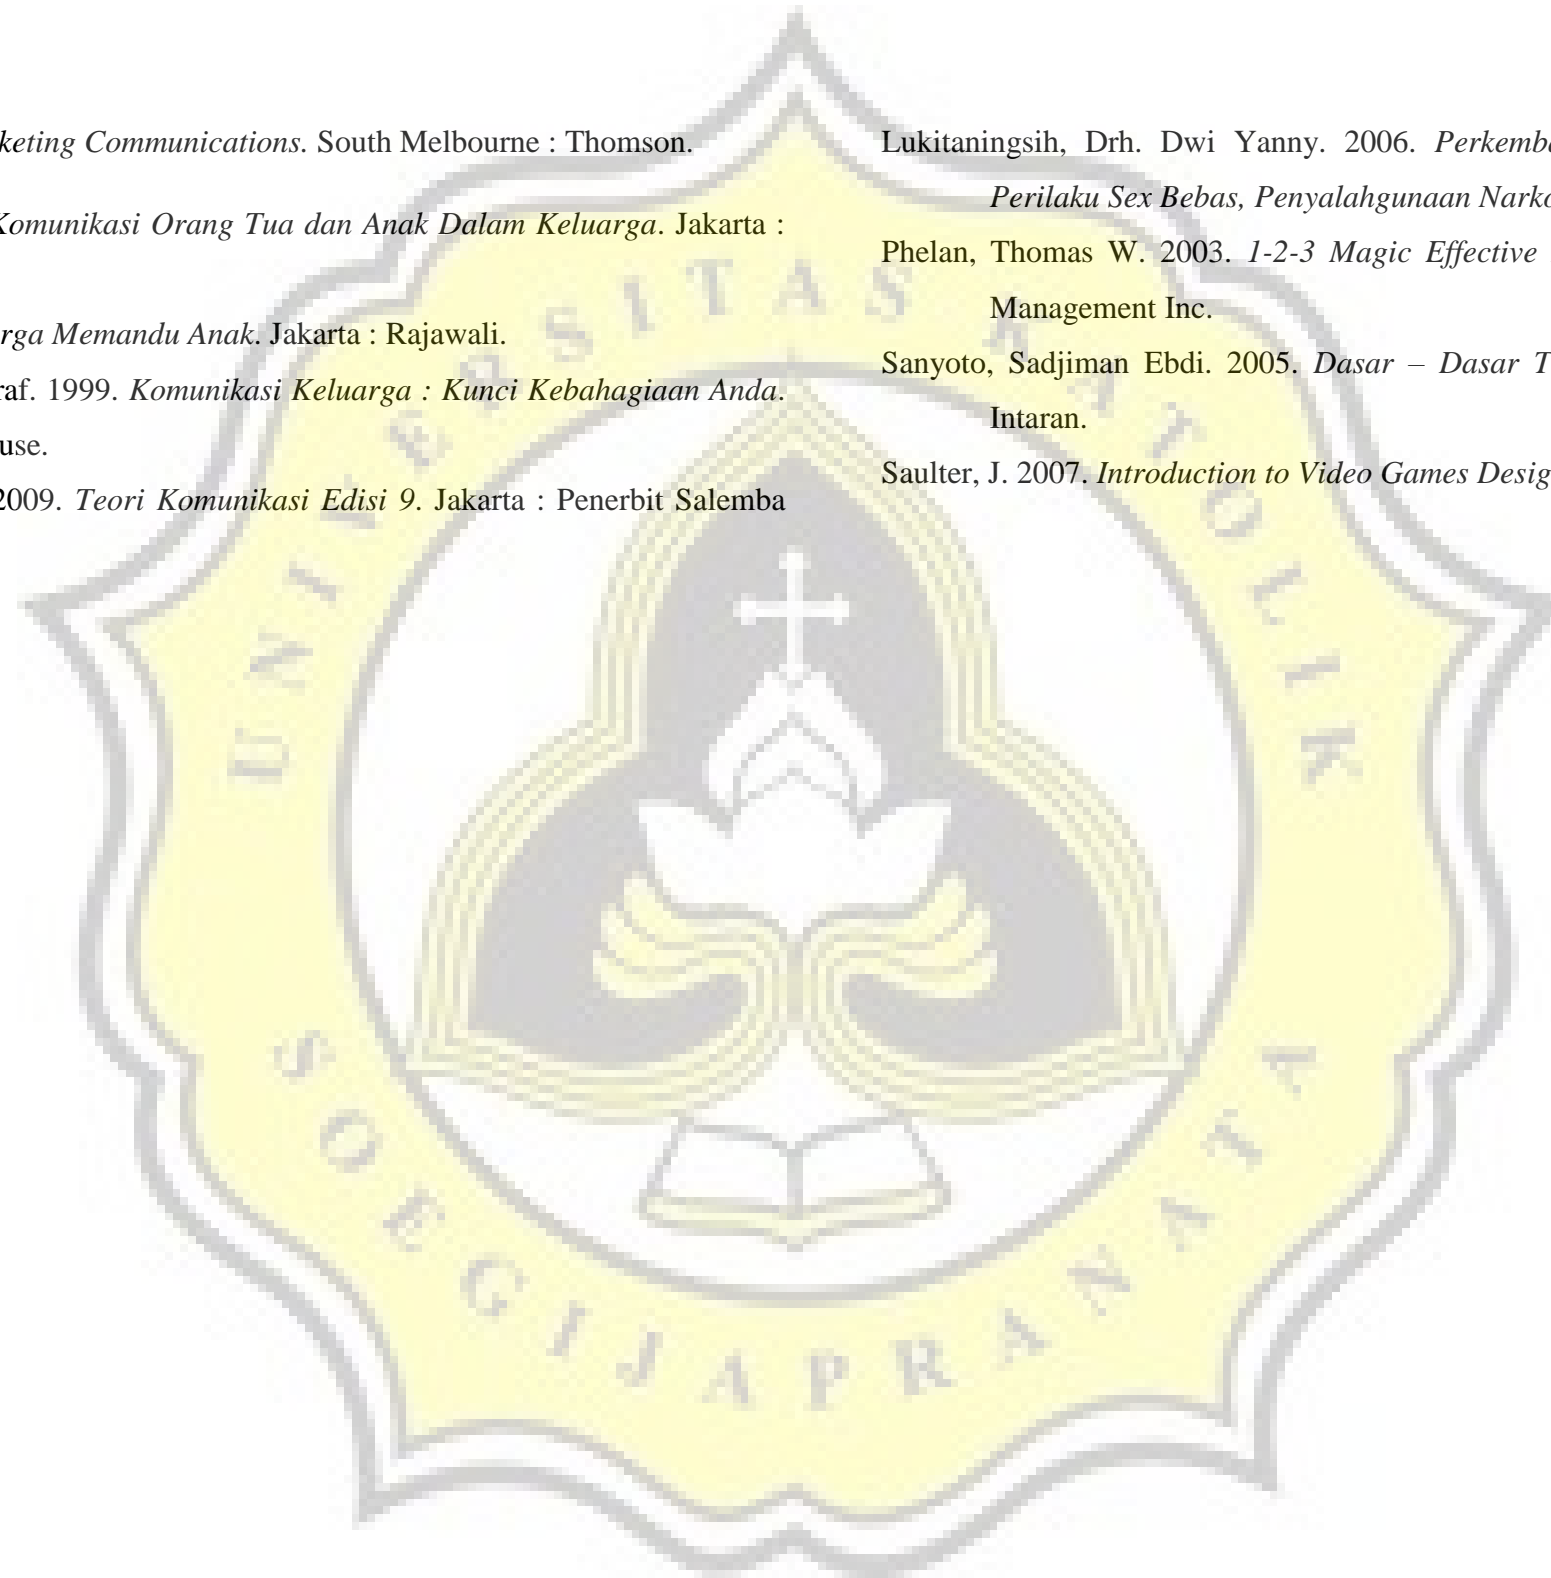 keting Communications. South Melbourne : Thomson.
Komunikasi Orang Tua dan Anak Dalam Keluarga. Jakarta :
rga Memandu Anak. Jakarta : Rajawali.
raf. 1999. Komunikasi Keluarga : Kunci Kebahagiaan Anda.
use.
2009. Teori Komunikasi Edisi 9. Jakarta : Penerbit Salemba
Lukitaningsih, Drh. Dwi Yanny. 2006. Perkemba
Perilaku Sex Bebas, Penyalahgunaan Narko
Phelan, Thomas W. 2003. 1-2-3 Magic Effective
Management Inc.
Sanyoto, Sadjiman Ebdi. 2005. Dasar – Dasar T
Intaran.
Saulter, J. 2007. Introduction to Video Games Desig
UNIVERSITAS KATOLIK
SOEGIJAPRANATA